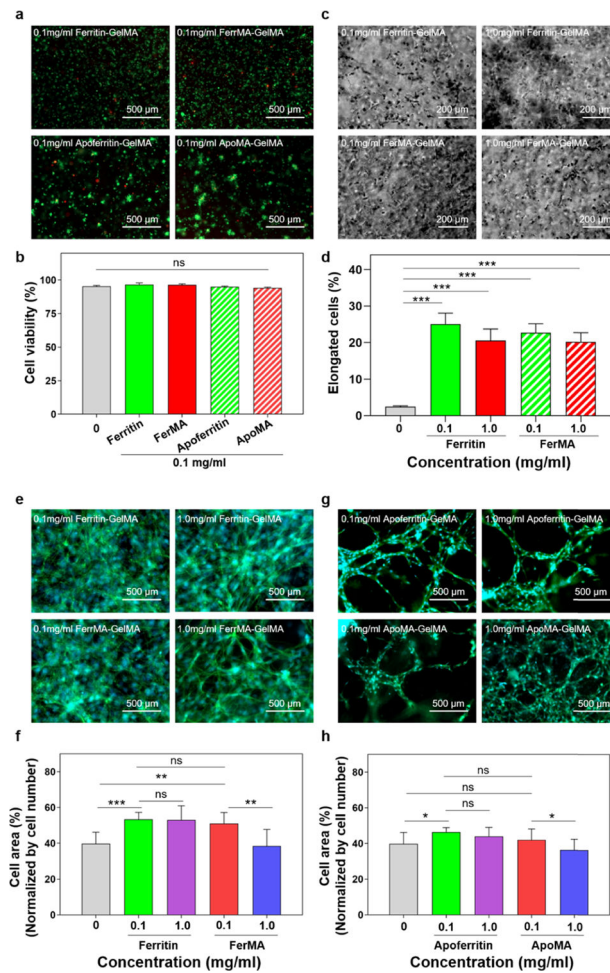 a
0.1mg/ml Ferritin-GelMA
0.1mg/ml FerrMA-GelMA
500 µm
500 µm
0.1mg/ml Apoferritin-GelMA
0.1mg/ml ApoMA-GelMA
500 µm
500 µm
c
0.1mg/ml Ferritin-GelMA
1.0mg/ml Ferritin-GelMA
200 µm
200 µm
0.1mg/ml FerMA-GelMA
1.0mg/ml FerMA-GelMA
200 µm
200 µm
b
Cell viability (%)
125
100
75
50
25
0
ns
0
Ferritin
FerMA
Apoferritin
ApoMA
0.1 mg/ml
d
Elongated cells (%)
40
30
20
10
0
***
***
***
***
0
0.1
1.0
0.1
1.0
Ferritin
FerMA
Concentration (mg/ml)
e
0.1mg/ml Ferritin-GelMA
1.0mg/ml Ferritin-GelMA
500 µm
500 µm
0.1mg/ml FerrMA-GelMA
1.0mg/ml FerrMA-GelMA
500 µm
500 µm
g
0.1mg/ml Apoferritin-GelMA
1.0mg/ml Apoferritin-GelMA
500 µm
500 µm
0.1mg/ml ApoMA-GelMA
1.0mg/ml ApoMA-GelMA
500 µm
500 µm
f
Cell area (%)
(Normalized by cell number)
80
60
40
20
0
ns
**
ns
***
**
0
0.1
1.0
0.1
1.0
Ferritin
FerMA
Concentration (mg/ml)
h
Cell area (%)
(Normalized by cell number)
80
60
40
20
0
ns
ns
ns
*
*
0
0.1
1.0
0.1
1.0
Apoferritin
ApoMA
Concentration (mg/ml)